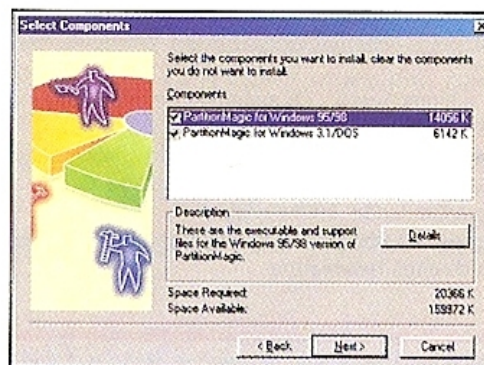 Select Components
Select the components you want to install, clear the components
you do not want to install.
Components
PartitionMagic for Windows 95/98 14056 K
PartitionMagic for Windows 3.1/DOS 6142 K
Description
These are the executable and support
files for the Windows 95/98 version of
PartitionMagic.
Details
Space Required: 20366 K
Space Available: 159372 K
< Back
Next >
Cancel